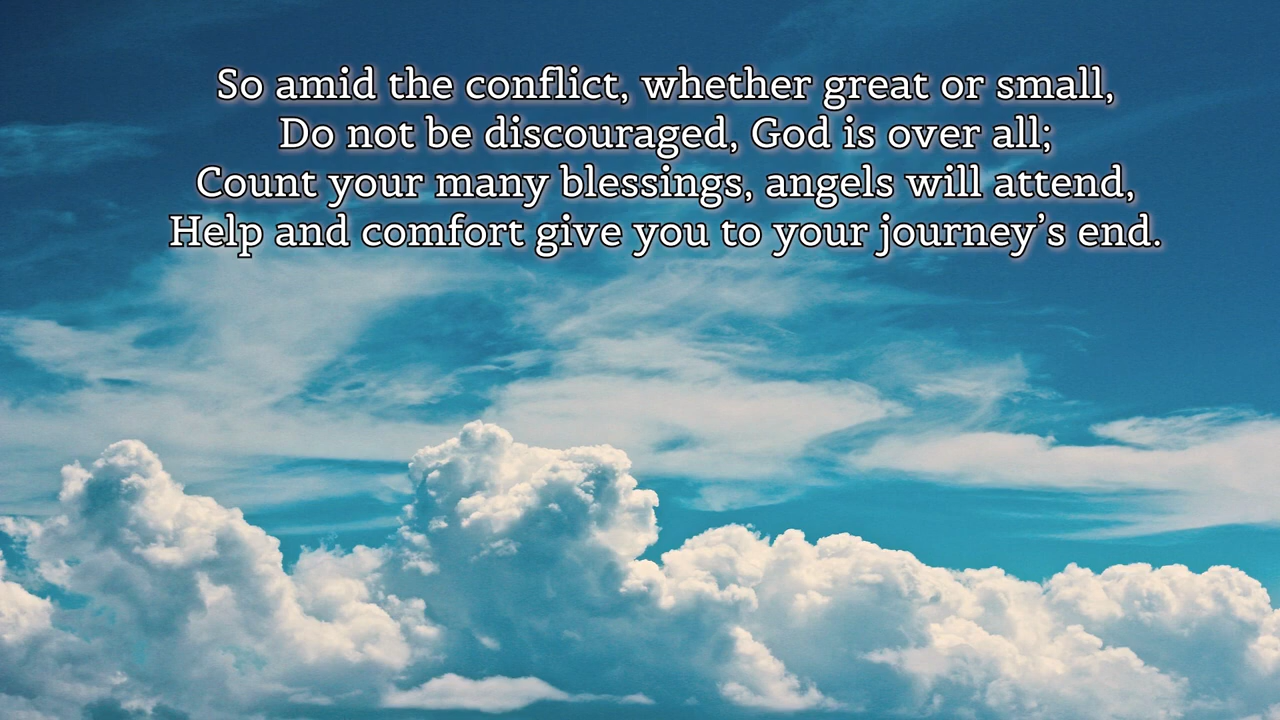 So amid the conflict, whether great or small,
Do not be discouraged, God is over all;
Count your many blessings, angels will attend,
Help and comfort give you to your journey’s end.